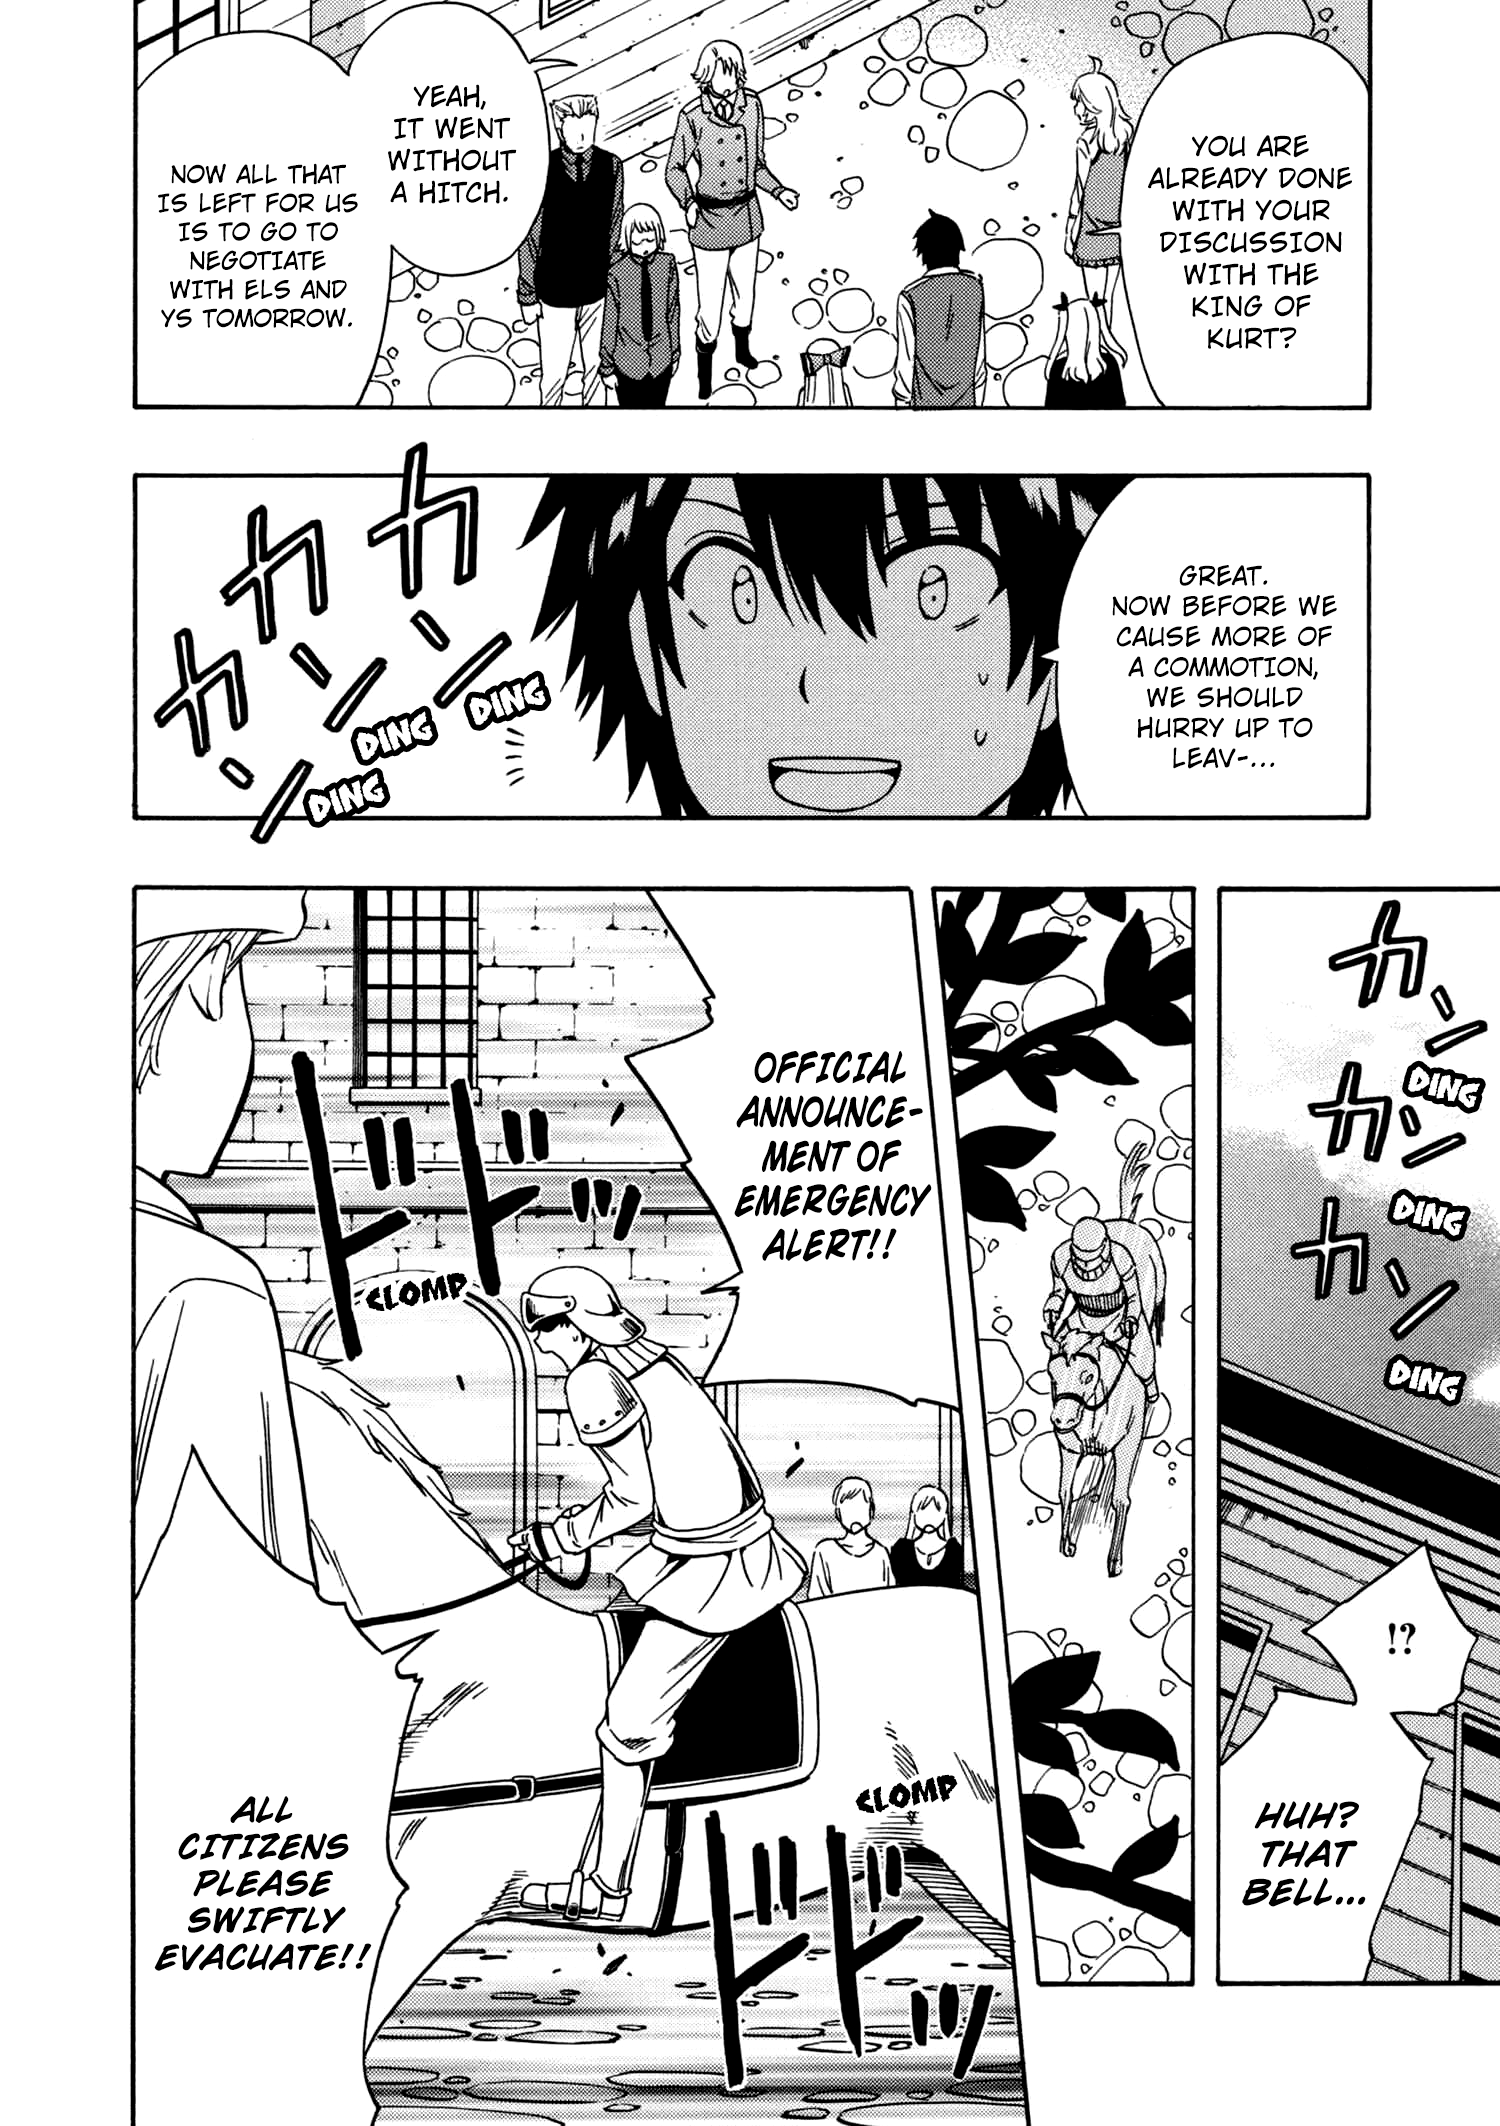 YOU ARE
ALREADY DONE
WITH YOUR
DISCUSSION
WITH THE
KING OF
KURT?
YEAH,
IT WENT
WITHOUT
A HITCH.
NOW ALL THAT
IS LEFT FOR US
IS TO GO TO
NEGOTIATE
WITH ELS AND
YS TOMORROW.
GREAT.
NOW BEFORE WE
CAUSE MORE OF
A COMMOTION,
WE SHOULD
HURRY UP TO
LEAV-...
カン
カン
カン
DING
DING
DING
カン
カン
カン
DING
DING
DING
!?
HUH?
THAT
BELL...
OFFICIAL
ANNOUNCE-
MENT OF
EMERGENCY
ALERT!!
ドドッ
CLOMP
ドドッ
CLOMP
ALL
CITIZENS
PLEASE
SWIFTLY
EVACUATE!!